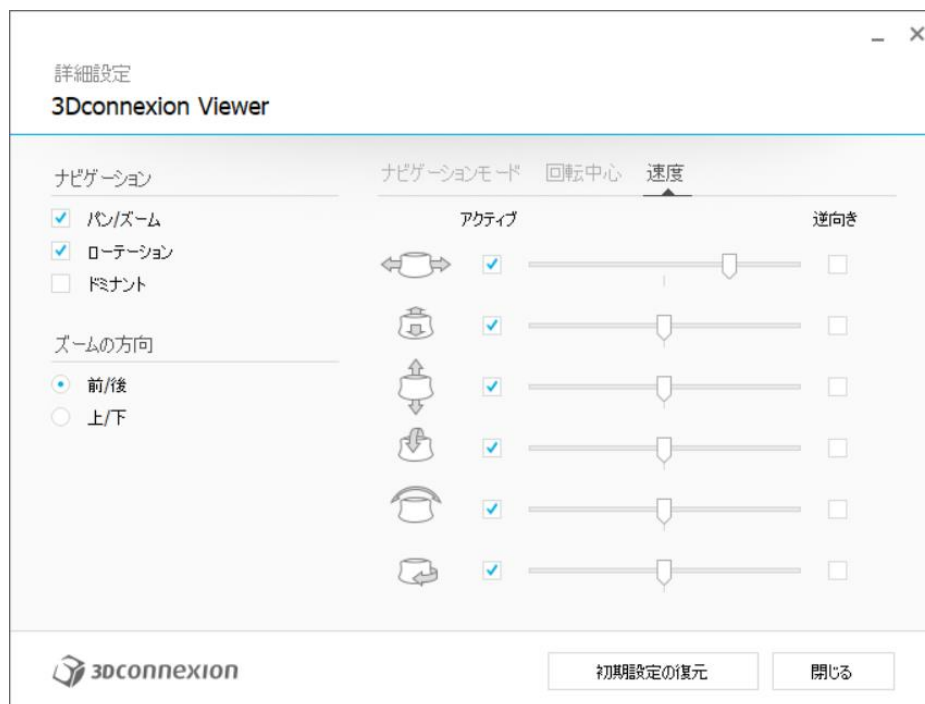 詳細設定
3Dconnexion Viewer
ナビゲーション
パン/ズーム
ローテーション
ドミナント
ズームの方向
前/後
上/下
ナビゲーションモード 回転中心 速度
アクティブ 逆向き
3Dconnexion
初期設定の復元 閉じる